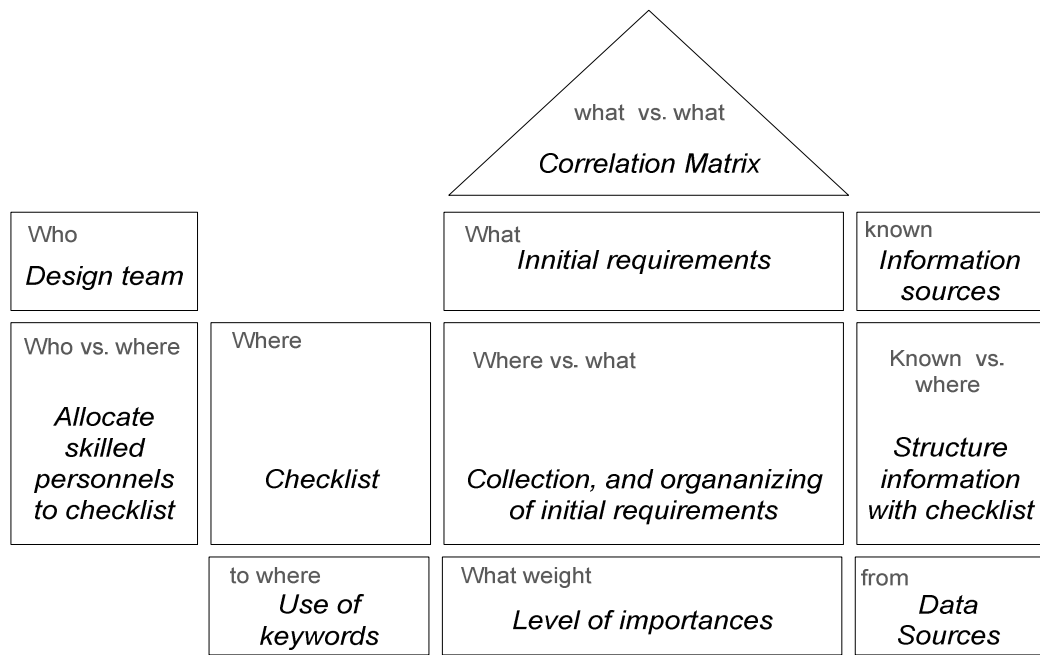 what vs. what
Correlation Matrix
Who
Design team
What
Innitial requirements
known
Information
sources
Who vs. where
Allocate
skilled
personnels
to checklist
Where
Checklist
Where vs. what
Collection, and organanizing
of initial requirements
Known vs.
where
Structure
information
with checklist
to where
Use of
keywords
What weight
Level of importances
from
Data
Sources